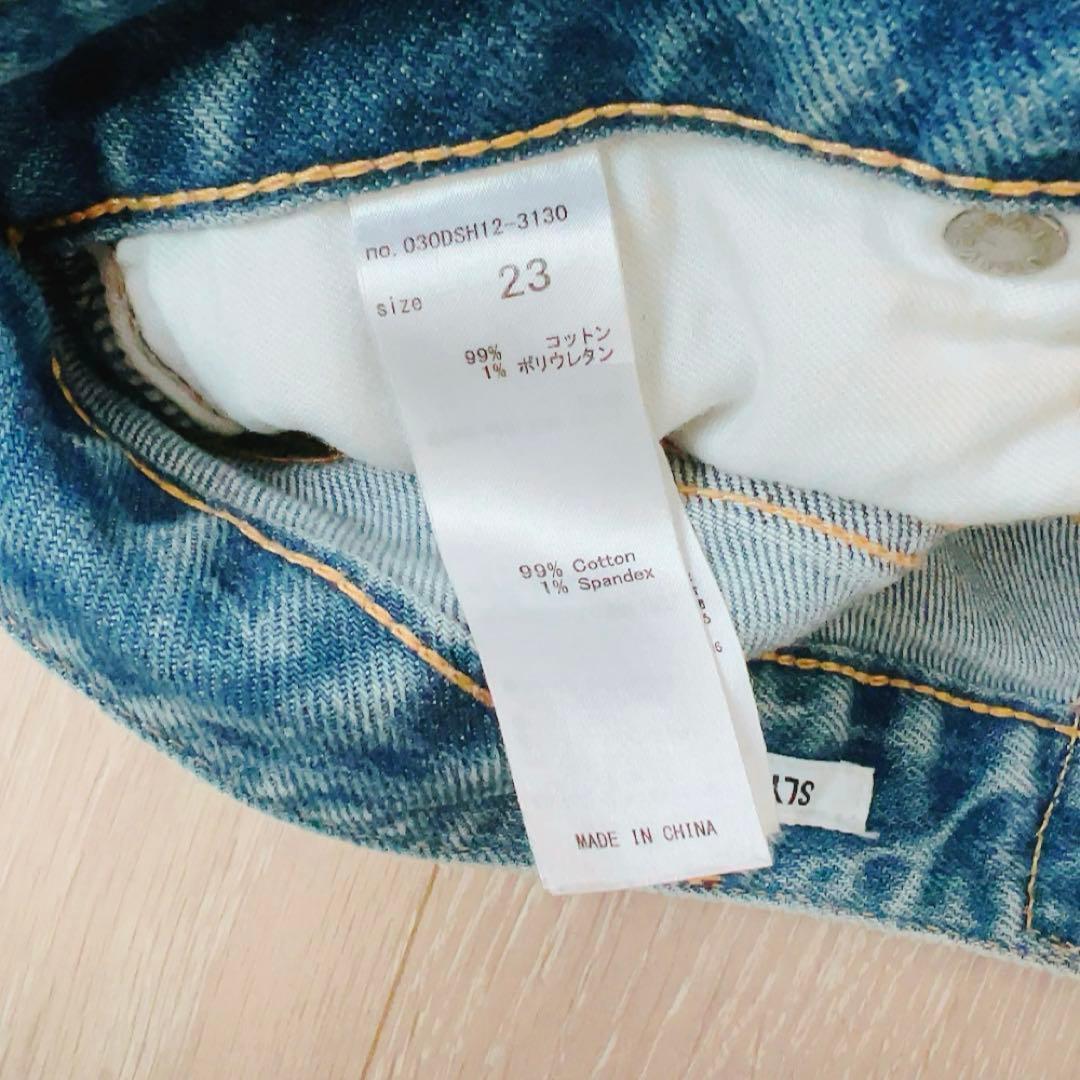 no. 030DSH12-3130
size 23
99% コットン
1% ポリウレタン
99% Cotton
1% Spandex
MADE IN CHINA
SLY